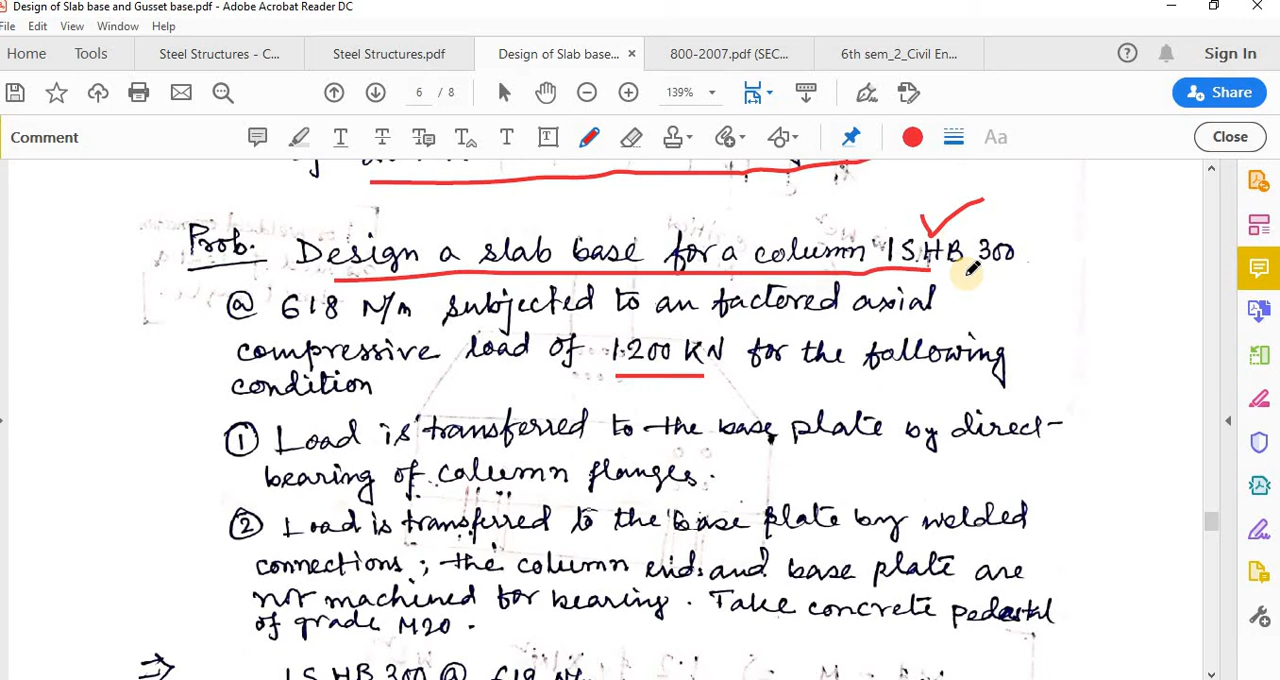 Design of Slab base and Gusset base.pdf - Adobe Acrobat Reader DC
File Edit View Window Help
Home Tools Steel Structures - C... Steel Structures.pdf Design of Slab base... × 800-2007.pdf (SEC... 6th sem_2_Civil En... Sign In
6 / 8 139% Share
Comment Aa Close
Prob. Design a slab base for a column ISHB 300
@ 618 N/m subjected to an factored axial
compressive load of 1200 KN for the following
condition
① Load is transferred to the base plate by direct
bearing of column flanges.
② Load is transferred to the base plate by welded
connections; the column end and base plate are
not machined for bearing. Take concrete pedestal
of grade M20.
⇒ ISHB 300 @